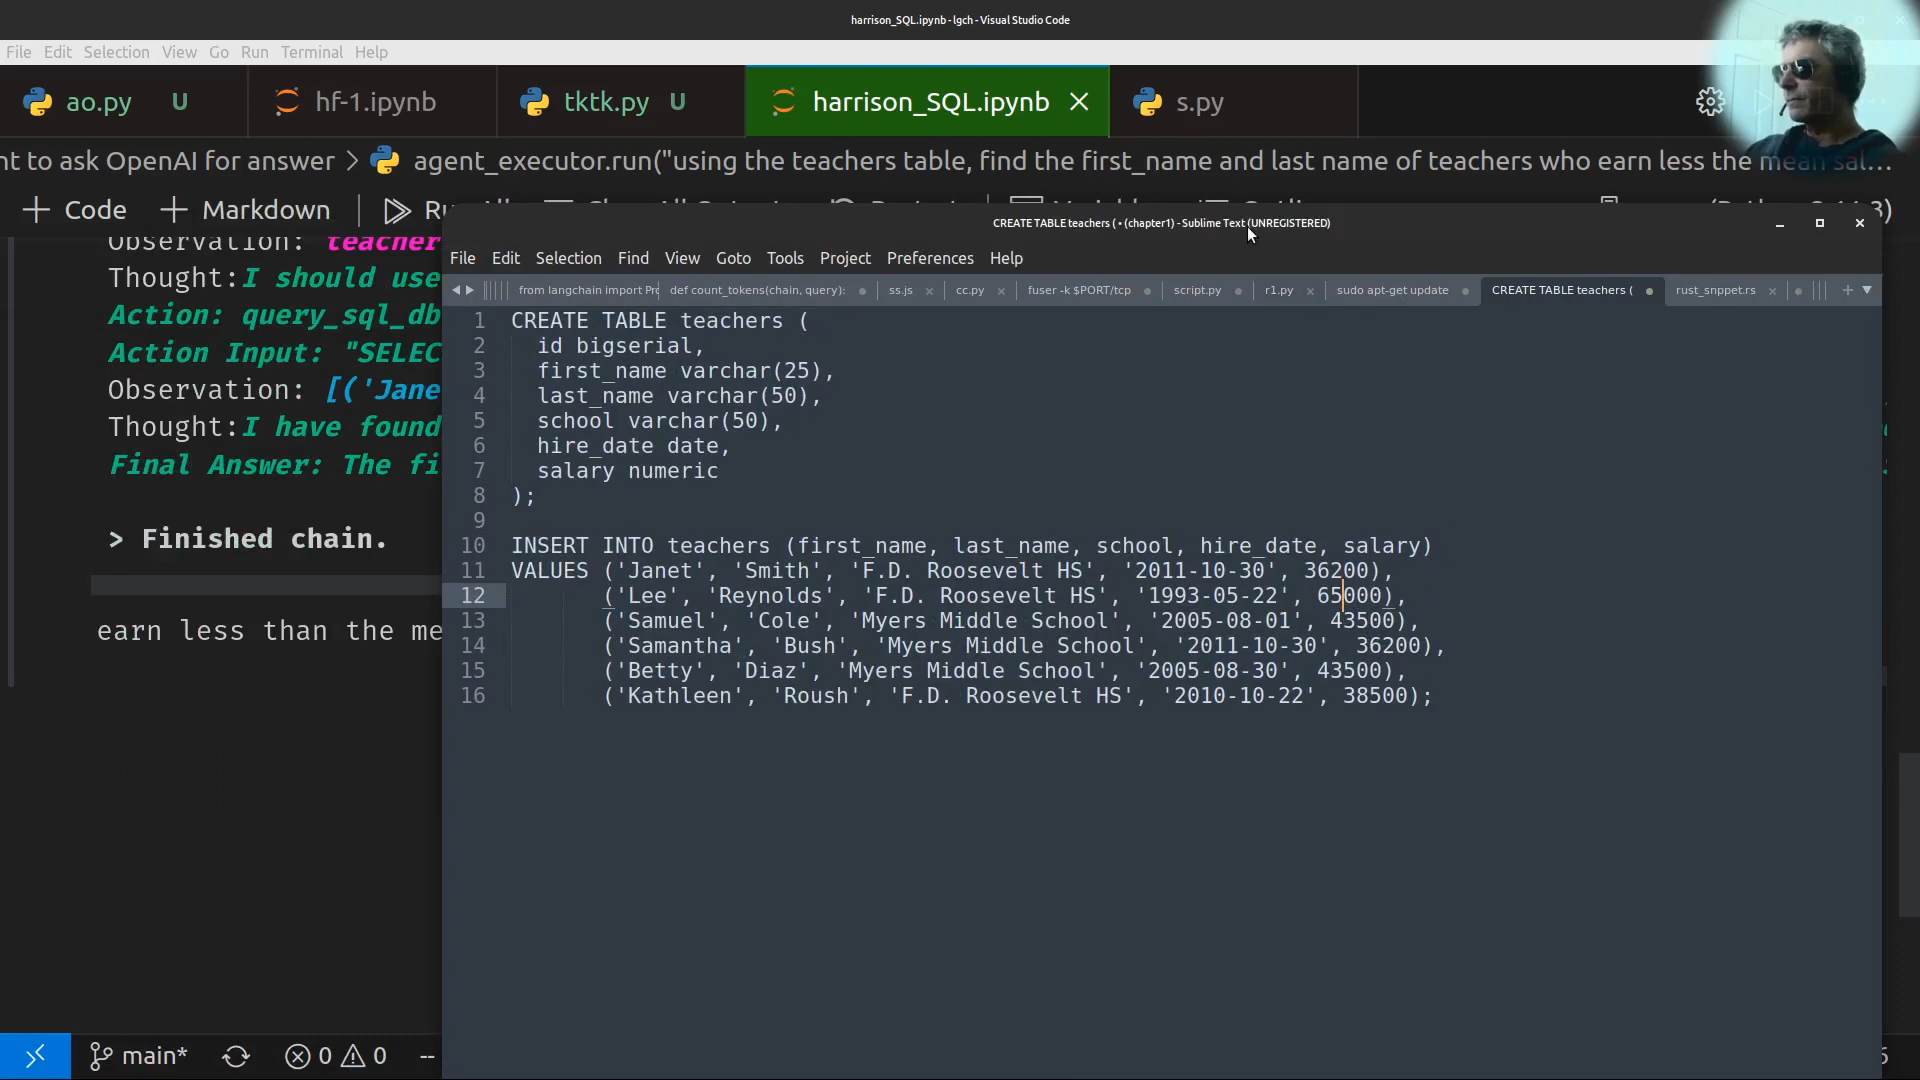 harrison_SQL.ipynb - lgch - Visual Studio Code
File Edit Selection View Go Run Terminal Help
ao.py U hf-1.ipynb tktk.py U harrison_SQL.ipynb s.py
nt to ask OpenAI for answer > agent_executor.run("using the teachers table, find the first_name and last name of teachers who earn less the mean sal...
+ Code + Markdown
CREATE TABLE teachers ( • (chapter1) - Sublime Text (UNREGISTERED)
File Edit Selection Find View Goto Tools Project Preferences Help
from langchain import Prc def count_tokens(chain, query): ss.js cc.py fuser -k $PORT/tcp script.py r1.py sudo apt-get update CREATE TABLE teachers ( rust_snppet.rs
Observation: teacher
Thought:I should use
Action: query_sql_db
Action Input: "SELEC
Observation: [('Jane
Thought:I have found
Final Answer: The fi
> Finished chain.
earn less than the me
1 CREATE TABLE teachers (
2 id bigserial,
3 first_name varchar(25),
4 last_name varchar(50),
5 school varchar(50),
6 hire_date date,
7 salary numeric
8 );
9
10 INSERT INTO teachers (first_name, last_name, school, hire_date, salary)
11 VALUES ('Janet', 'Smith', 'F.D. Roosevelt HS', '2011-10-30', 36200),
12 ('Lee', 'Reynolds', 'F.D. Roosevelt HS', '1993-05-22', 65000),
13 ('Samuel', 'Cole', 'Myers Middle School', '2005-08-01', 43500),
14 ('Samantha', 'Bush', 'Myers Middle School', '2011-10-30', 36200),
15 ('Betty', 'Diaz', 'Myers Middle School', '2005-08-30', 43500),
16 ('Kathleen', 'Roush', 'F.D. Roosevelt HS', '2010-10-22', 38500);
main* 0 0 --